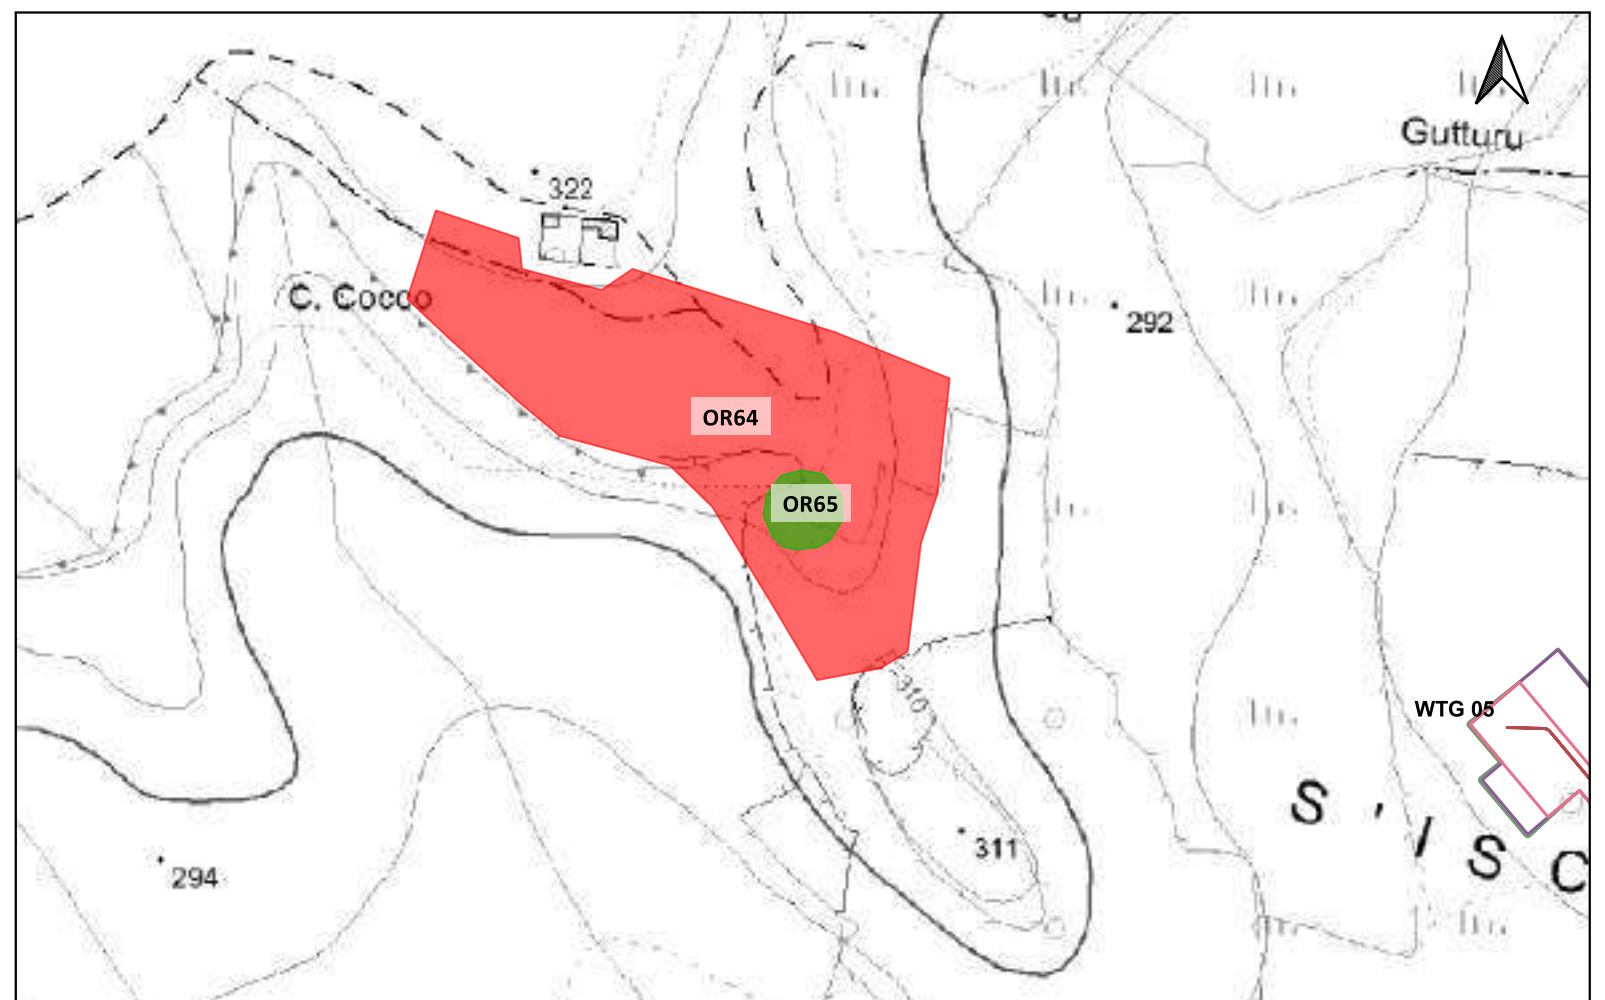 Gutturu
322
C. Cocco
292
OR64
OR65
310
WTG 05
S ' I S C
311
294